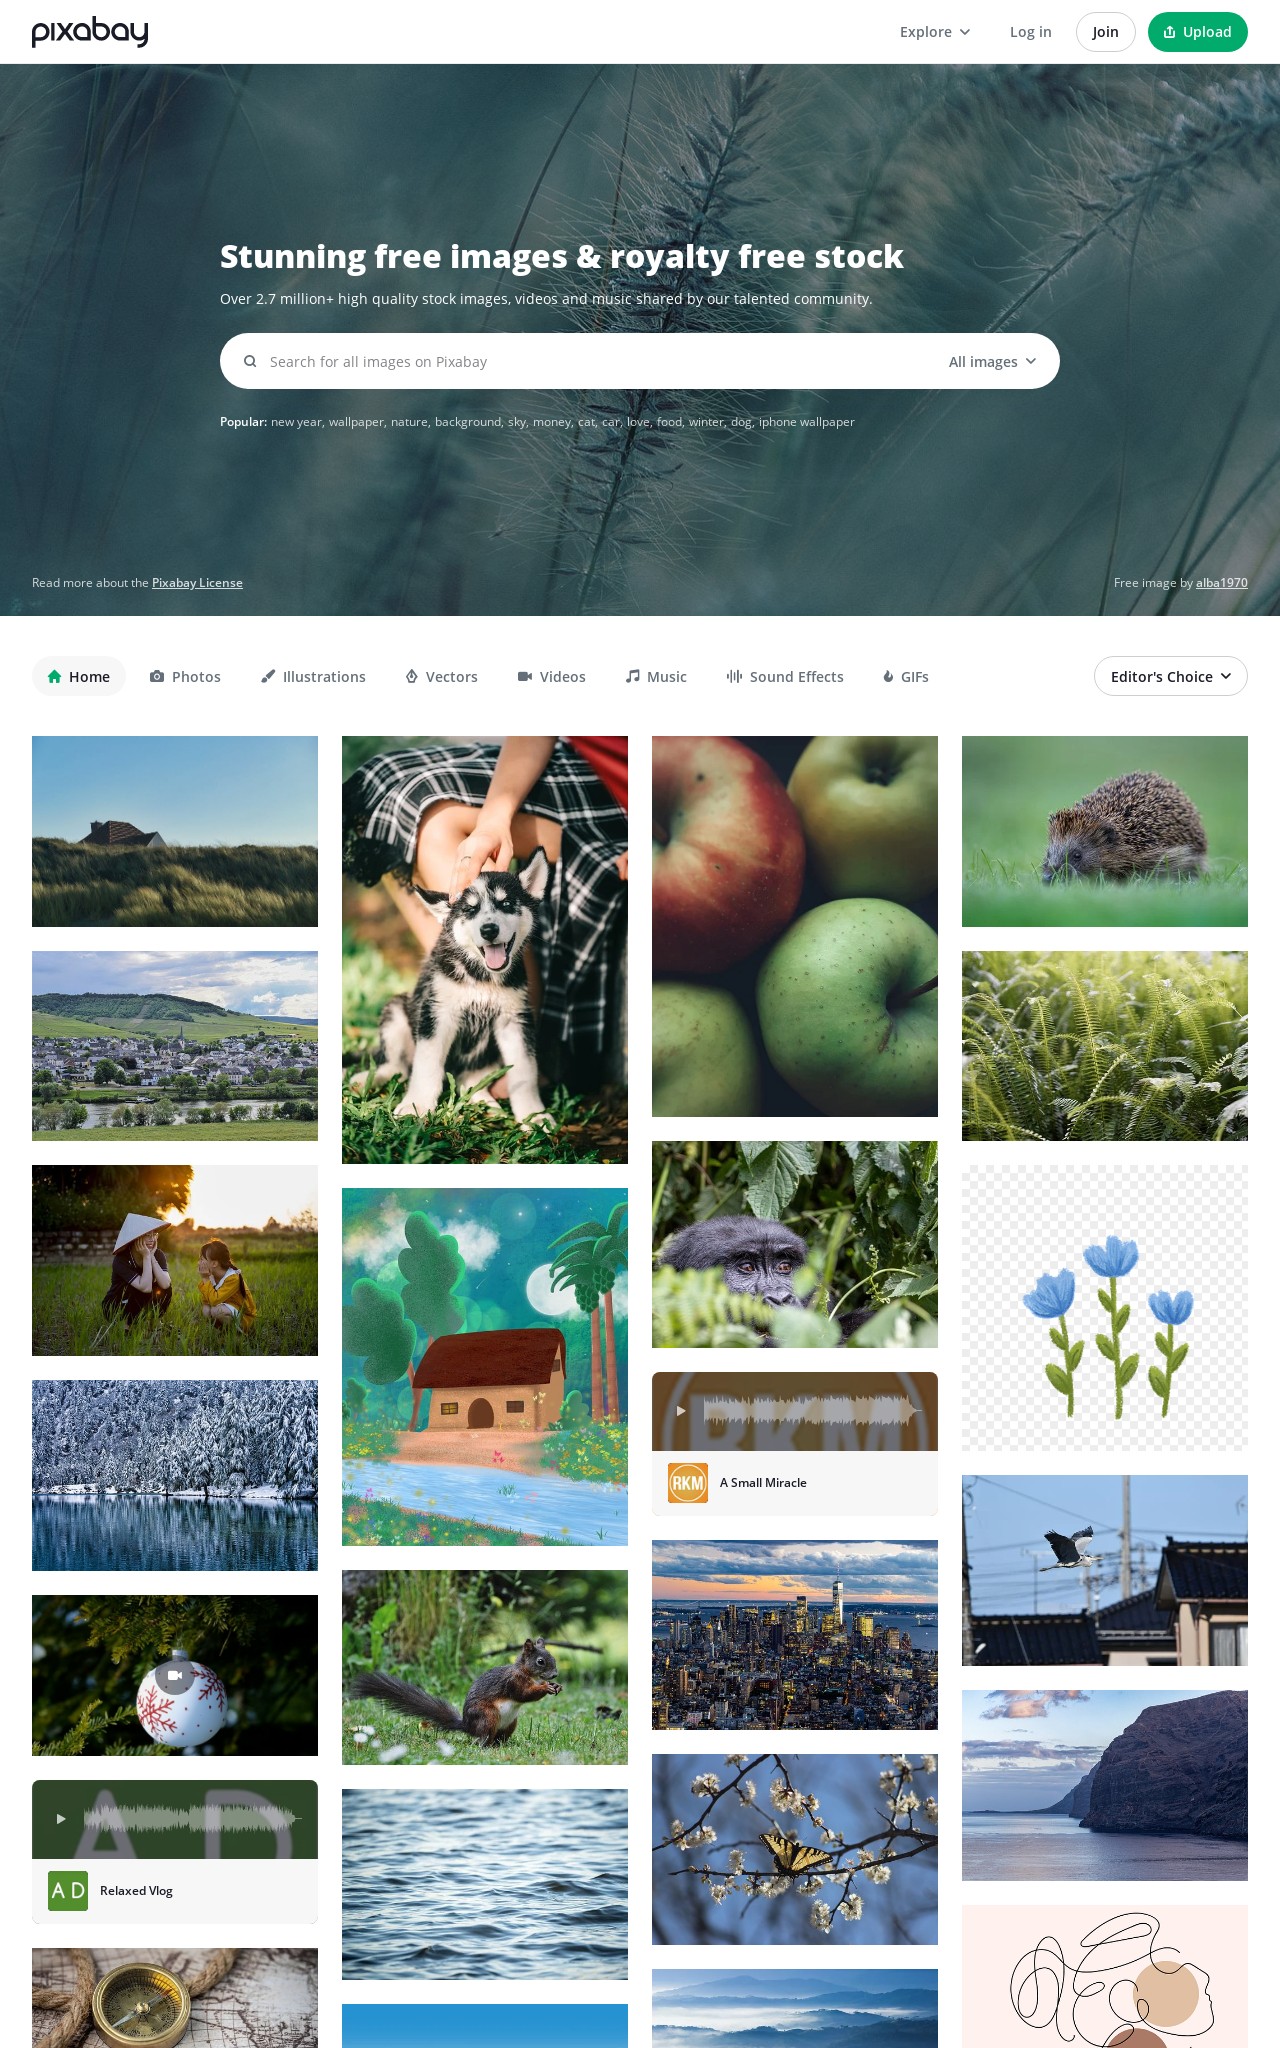 pixabay
Explore
Log in
Join
Upload
Stunning free images & royalty free stock
Over 2.7 million+ high quality stock images, videos and music shared by our talented community.
Search for all images on Pixabay
All images
Popular: new year, wallpaper, nature, background, sky, money, cat, car, love, food, winter, dog, iphone wallpaper
Read more about the Pixabay License
Free image by alba1970
Home
Photos
Illustrations
Vectors
Videos
Music
Sound Effects
GIFs
Editor's Choice
RKM
RKM
A Small Miracle
A D
A D
Relaxed Vlog